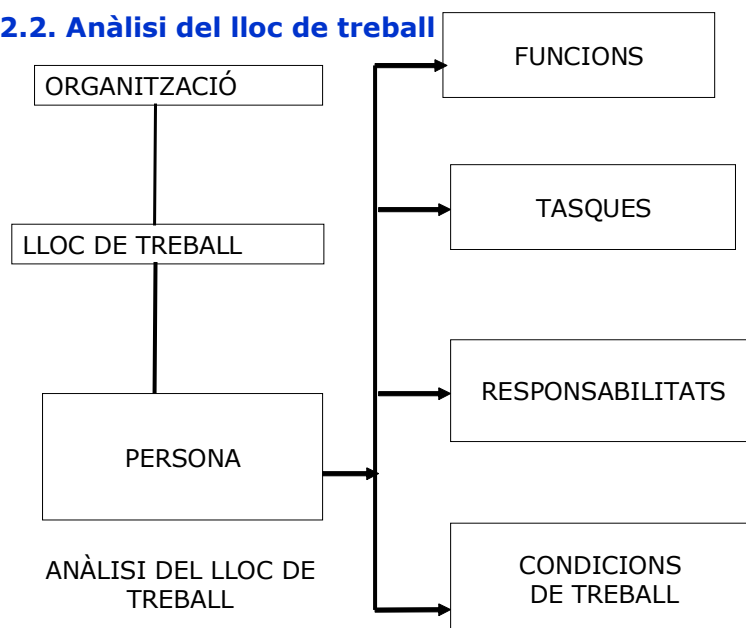 2.2. Anàlisi del lloc de treball
ORGANITZACIÓ
LLOC DE TREBALL
PERSONA
ANÀLISI DEL LLOC DE
TREBALL
FUNCIONS
TASQUES
RESPONSABILITATS
CONDICIONS
DE TREBALL